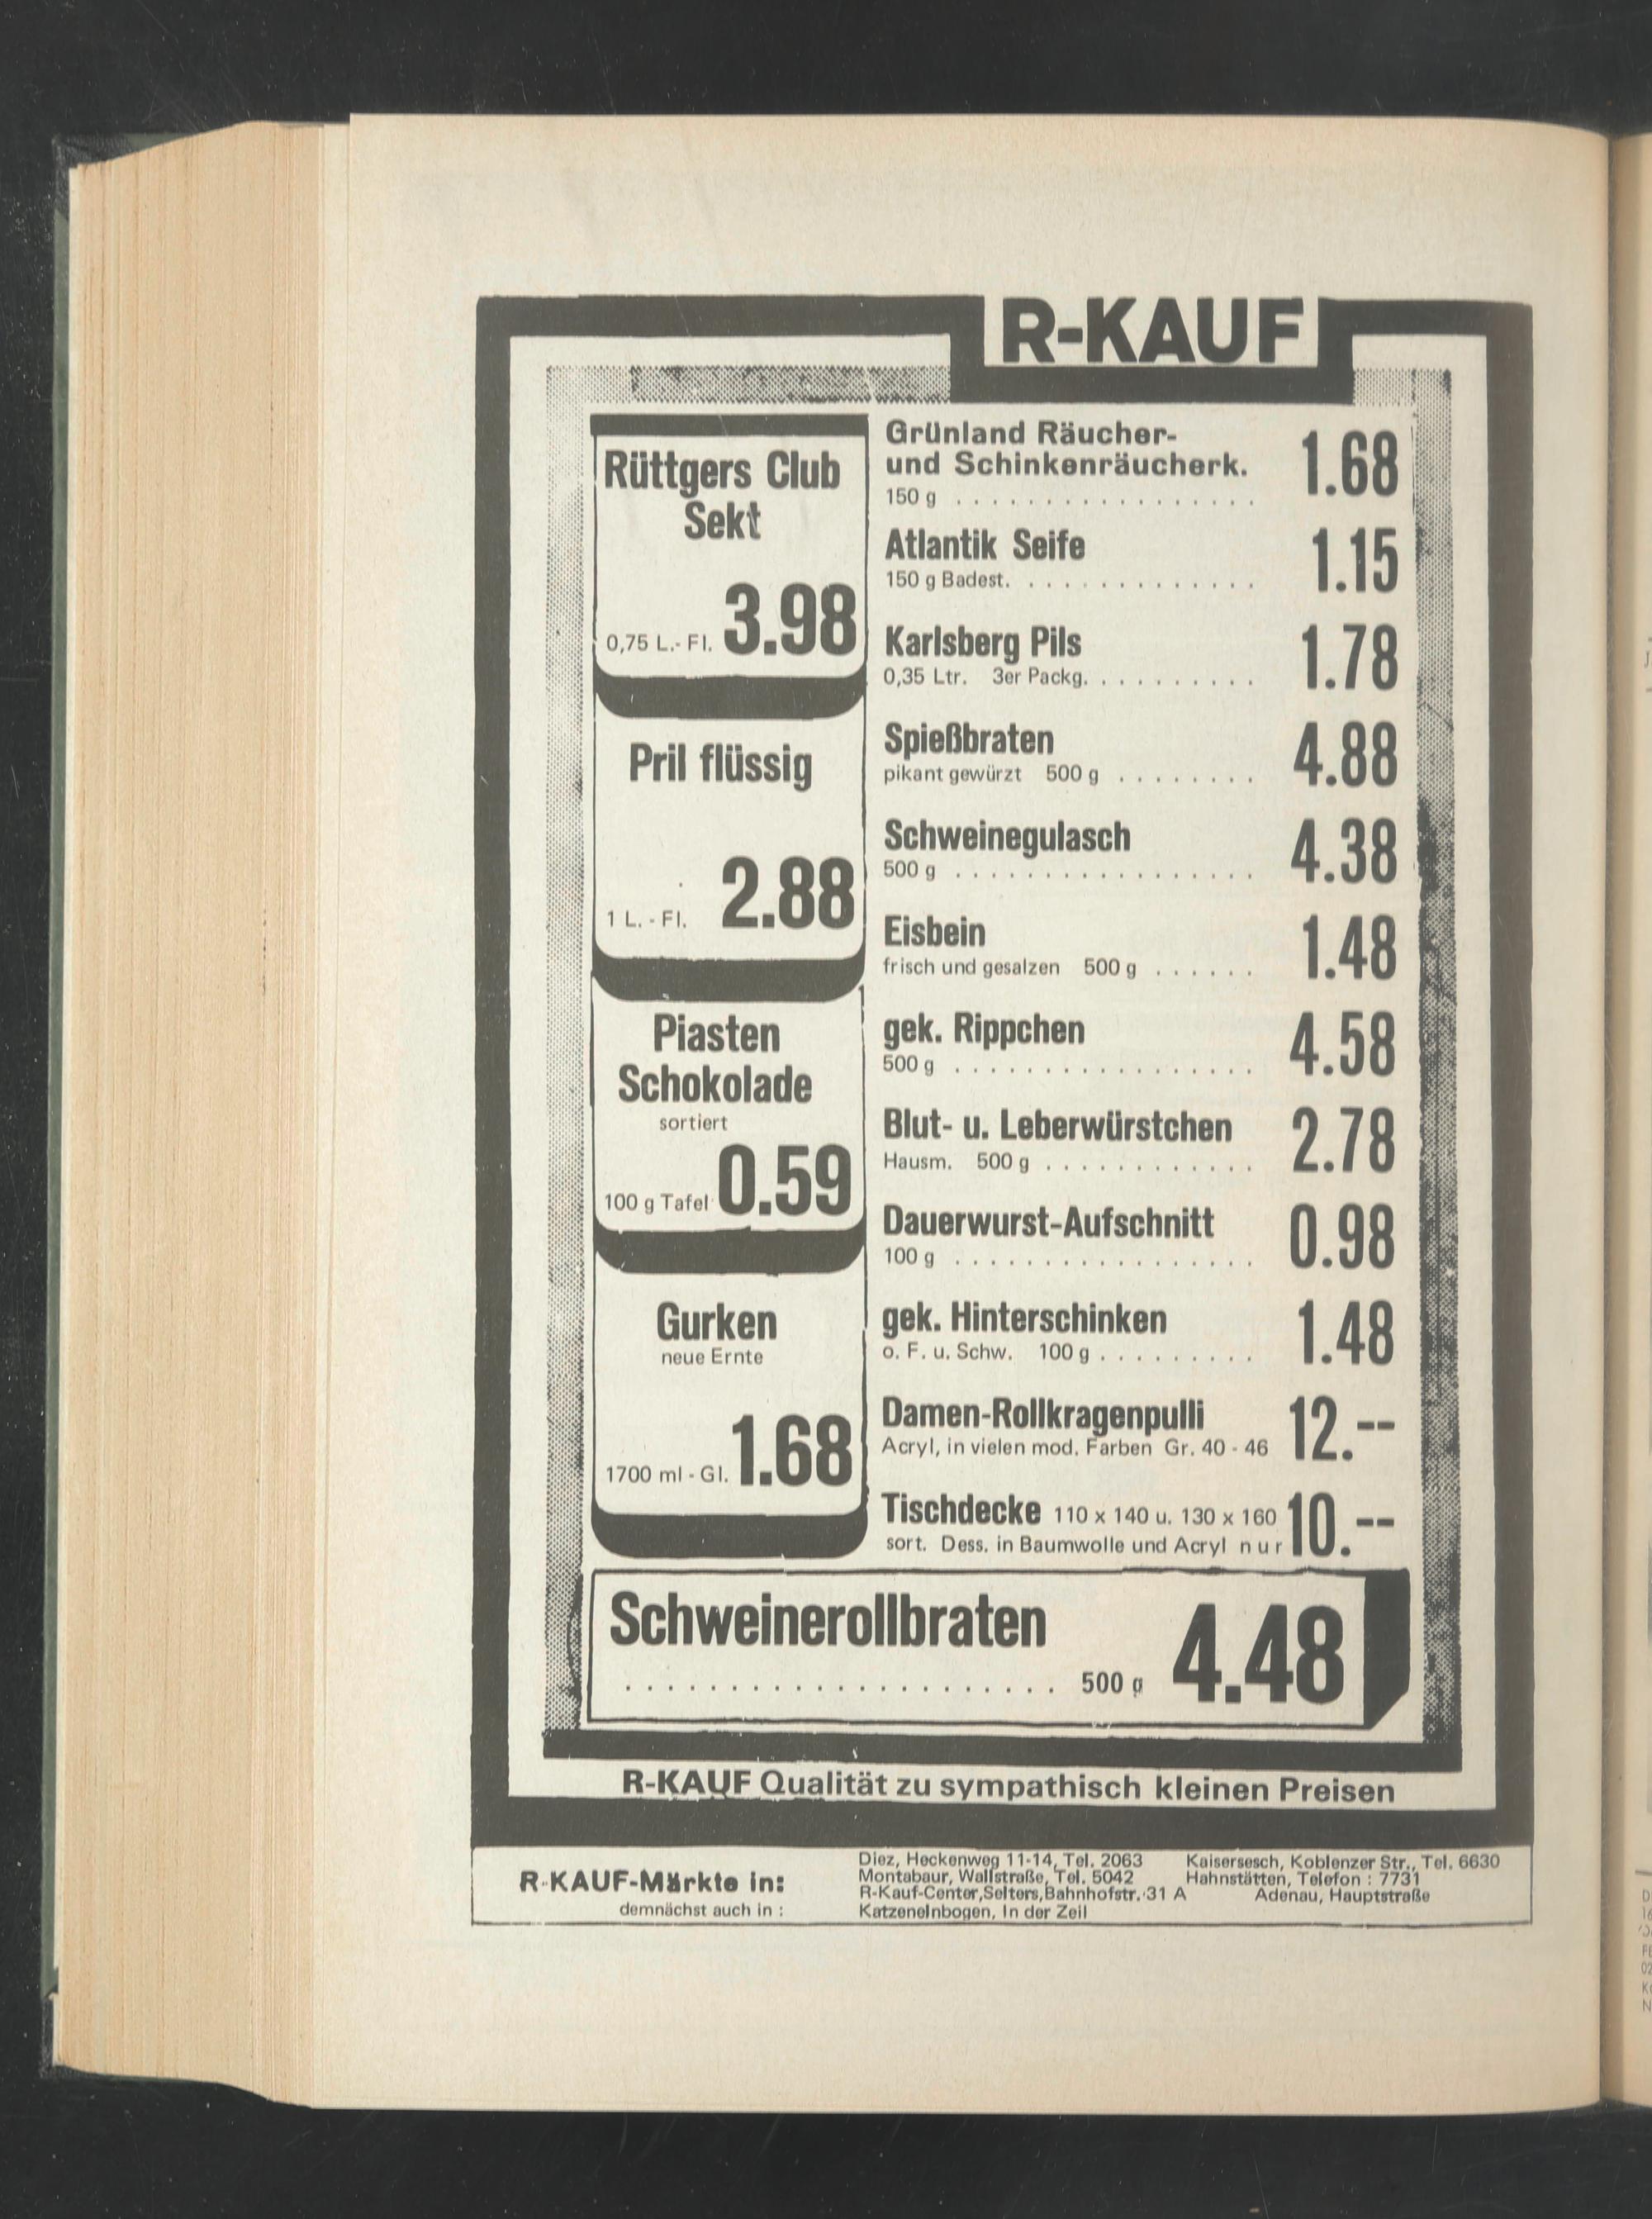 R-KAUF
Rüttgers Club
Sekt
0,75 L.- Fl. 3.98
Pril flüssig
1 L. - Fl. 2.88
Piasten
Schokolade
sortiert
100 g Tafel 0.59
Gurken
neue Ernte
1700 ml - Gl. 1.68
Grünland Räucher-
und Schinkenräucherk.
150 g . . . . . . . . . . . . . . . . . 1.68
Atlantik Seife
150 g Badest. . . . . . . . . . . . . . 1.15
Karlsberg Pils
0,35 Ltr. 3er Packg. . . . . . . . . . 1.78
Spießbraten
pikant gewürzt 500 g . . . . . . . . 4.88
Schweinegulasch
500 g . . . . . . . . . . . . . . . . . 4.38
Eisbein
frisch und gesalzen 500 g . . . . . . 1.48
gek. Rippchen
500 g . . . . . . . . . . . . . . . . . 4.58
Blut- u. Leberwürstchen
Hausm. 500 g . . . . . . . . . . . . 2.78
Dauerwurst-Aufschnitt
100 g . . . . . . . . . . . . . . . . . 0.98
gek. Hinterschinken
o. F. u. Schw. 100 g . . . . . . . . . 1.48
Damen-Rollkragenpulli
Acryl, in vielen mod. Farben Gr. 40 - 46 12.--
Tischdecke 110 x 140 u. 130 x 160
sort. Dess. in Baumwolle und Acryl nur 10.--
Schweinerollbraten
. . . . . . . . . . . . . . . . . . . . 500 g 4.48
R-KAUF Qualität zu sympathisch kleinen Preisen
R-KAUF-Märkte in:
demnächst auch in :
Diez, Heckenweg 11-14, Tel. 2063
Montabaur, Wallstraße, Tel. 5042
R-Kauf-Center, Selters, Bahnhofstr. 31 A
Katzenelnbogen, In der Zeil
Kaisersesch, Koblenzer Str., Tel. 6630
Hahnstätten, Telefon : 7731
Adenau, Hauptstraße